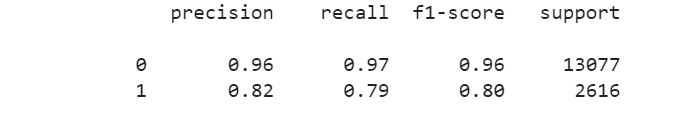 precision recall f1-score support
0 0.96 0.97 0.96 13077
1 0.82 0.79 0.80 2616